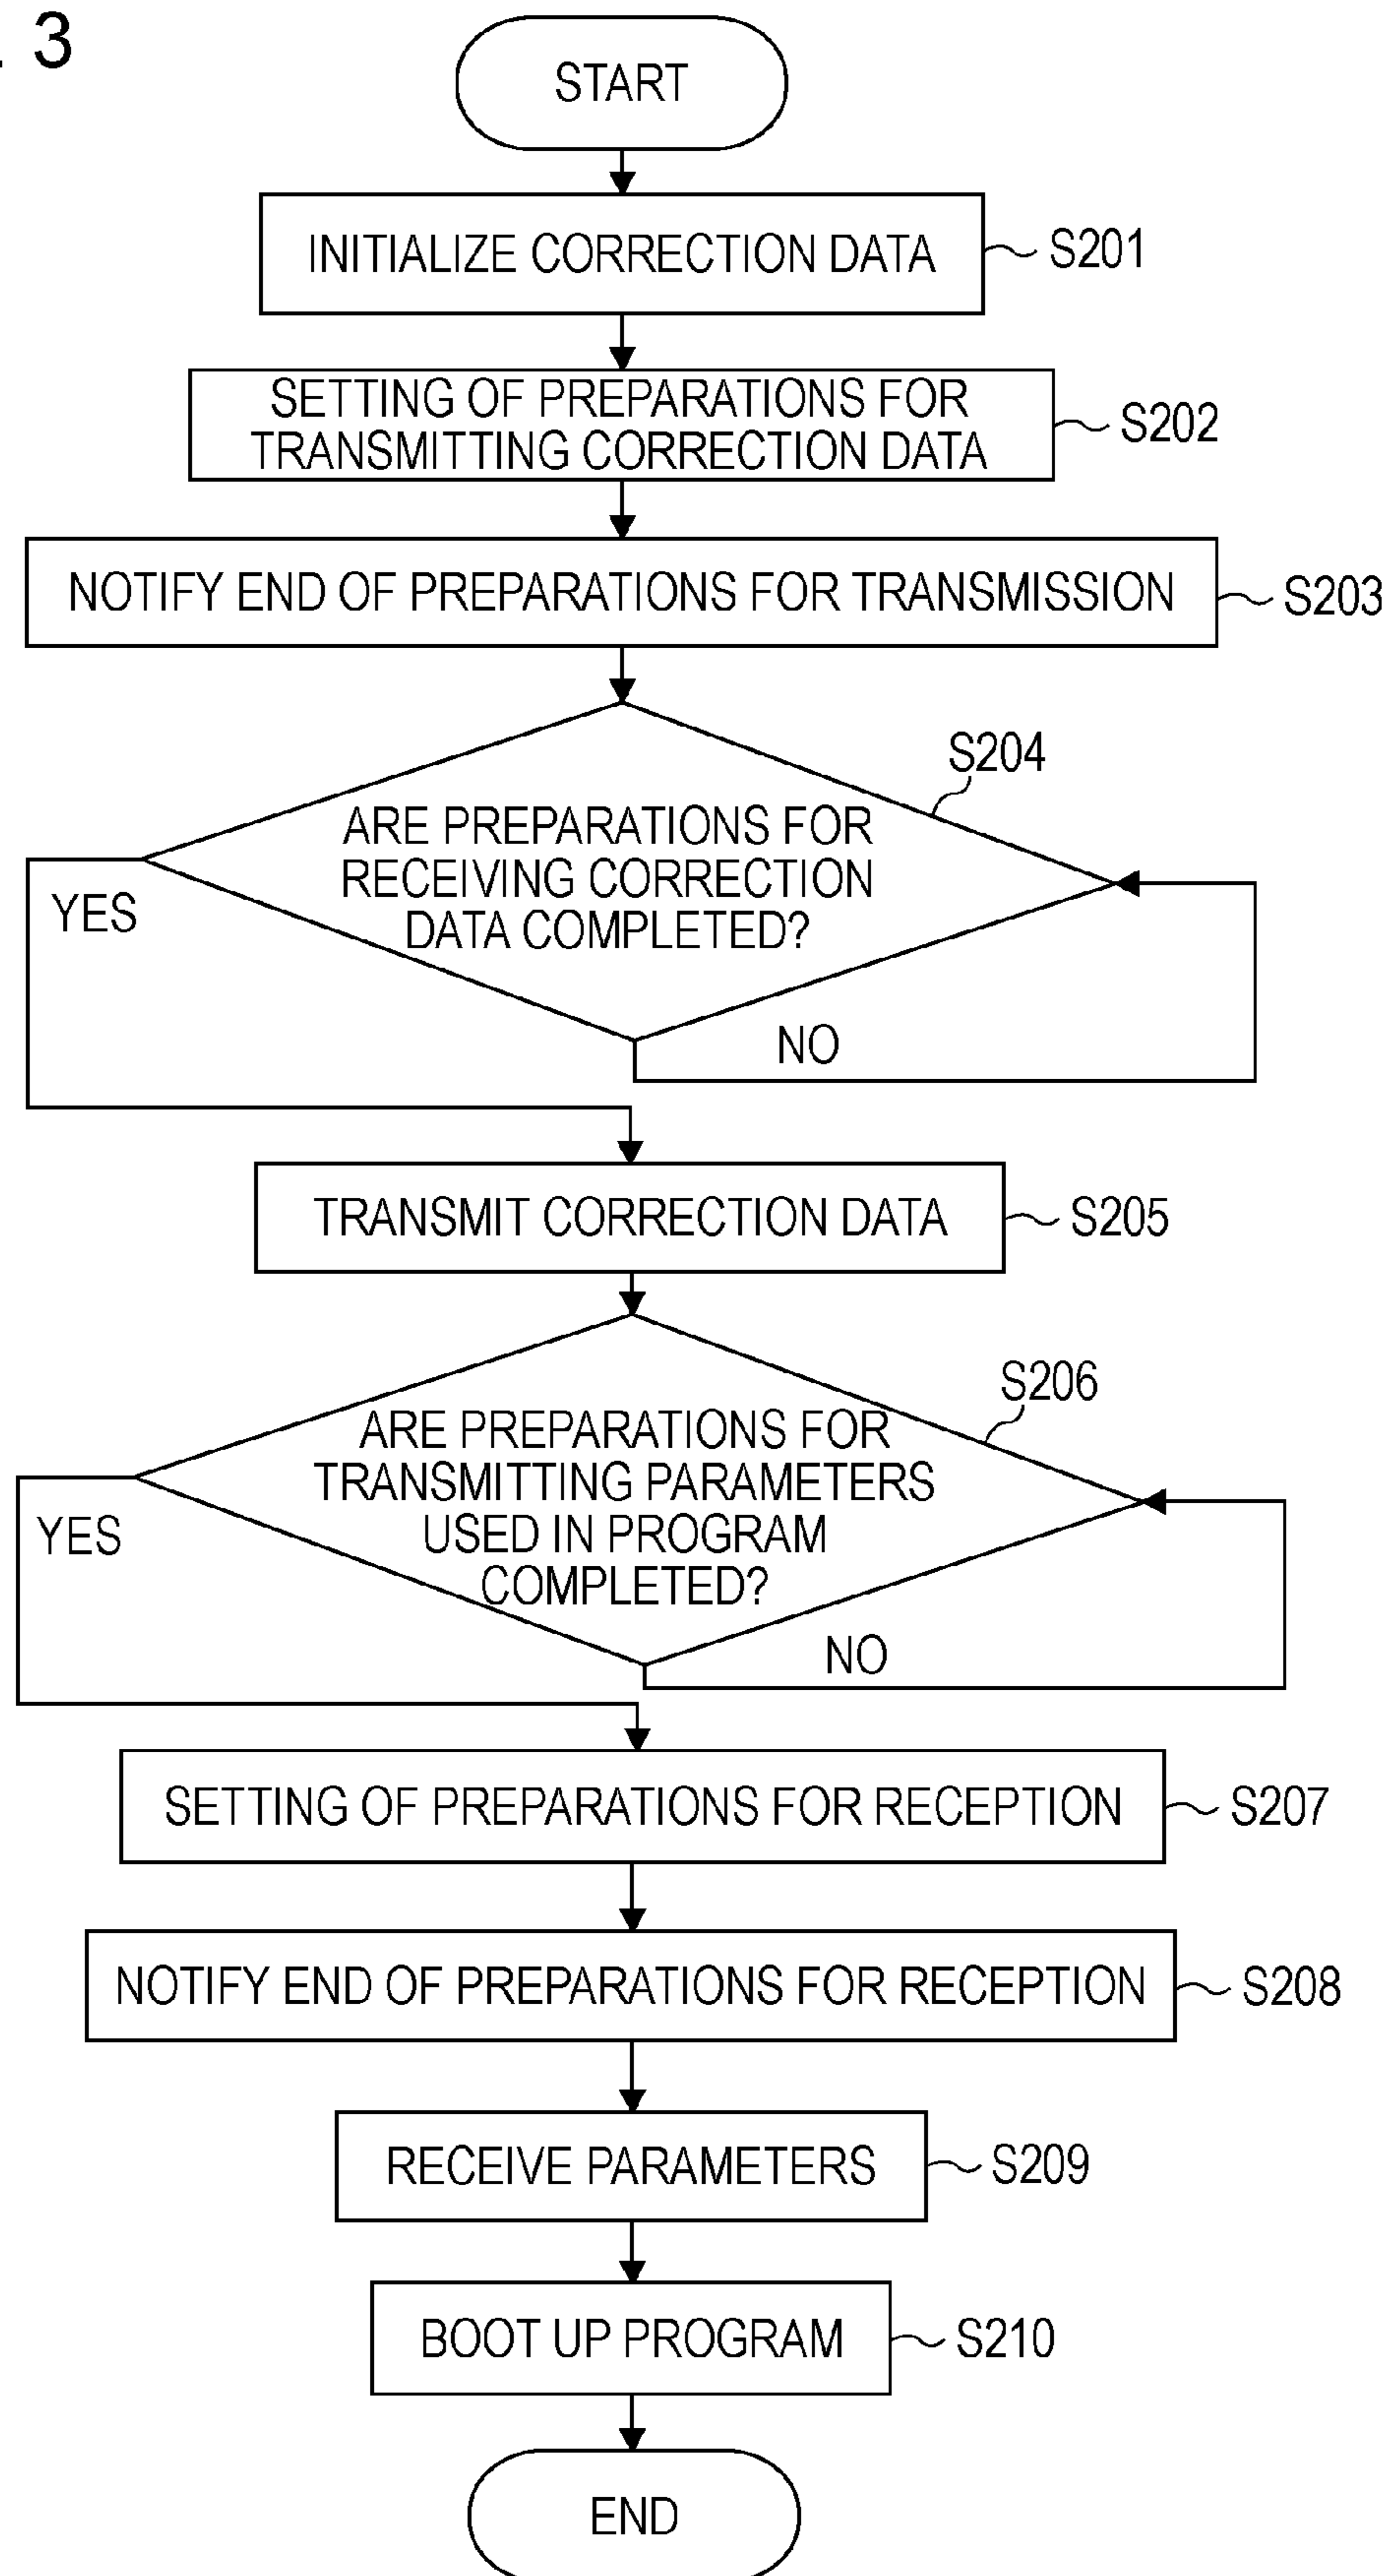 . 3
START
INITIALIZE CORRECTION DATA
S201
SETTING OF PREPARATIONS FOR
TRANSMITTING CORRECTION DATA
S202
NOTIFY END OF PREPARATIONS FOR TRANSMISSION
S203
S204
ARE PREPARATIONS FOR
RECEIVING CORRECTION
DATA COMPLETED?
YES
NO
TRANSMIT CORRECTION DATA
S205
S206
ARE PREPARATIONS FOR
TRANSMITTING PARAMETERS
USED IN PROGRAM
COMPLETED?
YES
NO
SETTING OF PREPARATIONS FOR RECEPTION
S207
NOTIFY END OF PREPARATIONS FOR RECEPTION
S208
RECEIVE PARAMETERS
S209
BOOT UP PROGRAM
S210
END